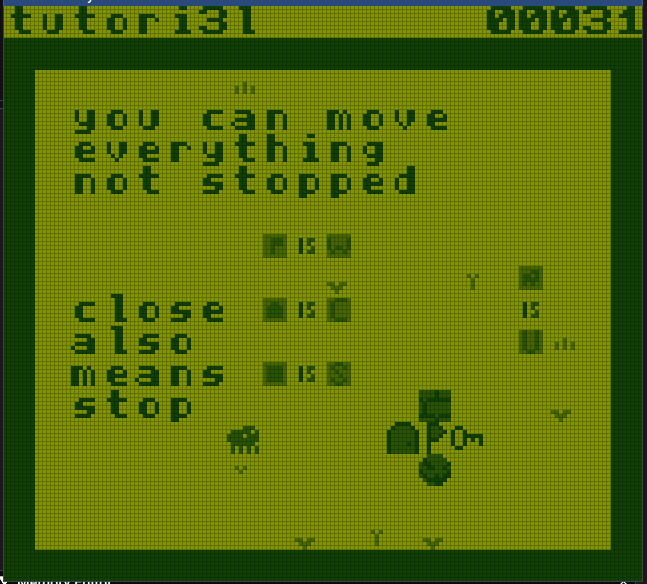 tutori3l 00031
you can move
everything
not stopped
IS W
close
also
means
stop
IS C
IS S
IS
U